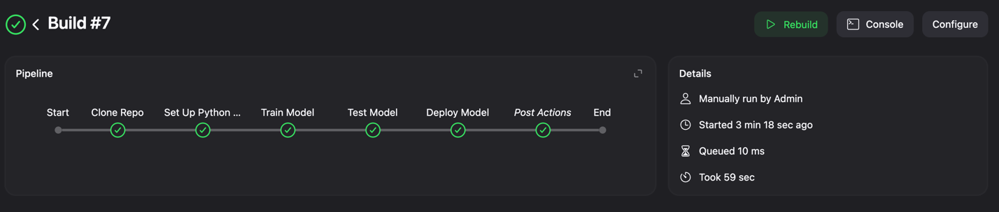 Build #7
Rebuild
Console
Configure
Pipeline
Start
Clone Repo
Set Up Python ...
Train Model
Test Model
Deploy Model
Post Actions
End
Details
Manually run by Admin
Started 3 min 18 sec ago
Queued 10 ms
Took 59 sec